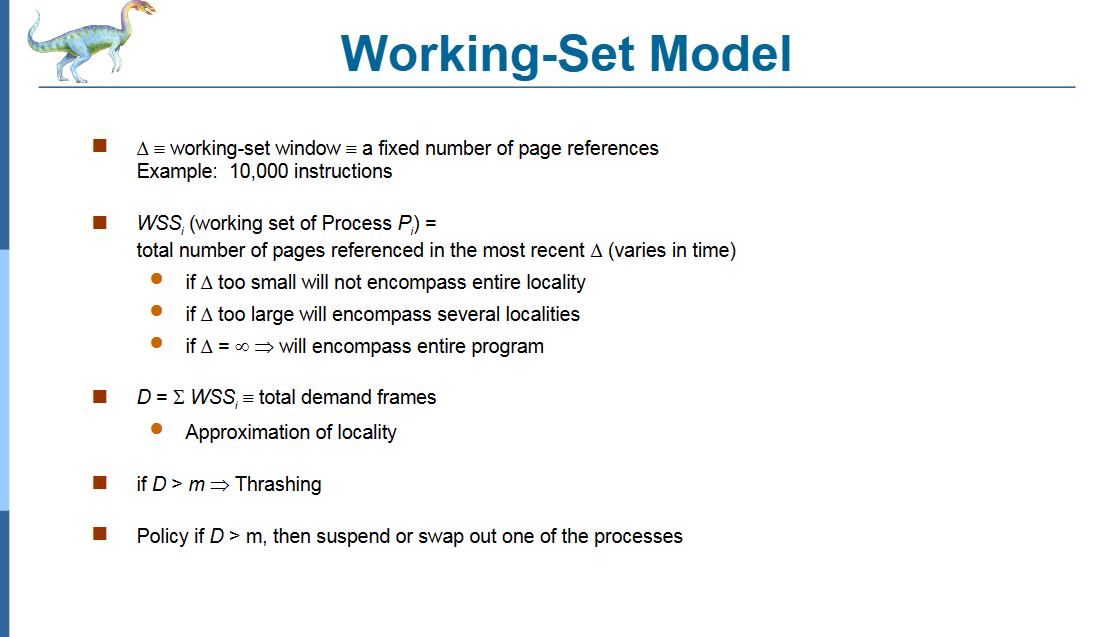 Working-Set Model
Δ ≡ working-set window ≡ a fixed number of page references
Example: 10,000 instructions
WSSᵢ (working set of Process Pᵢ) =
total number of pages referenced in the most recent Δ (varies in time)
if Δ too small will not encompass entire locality
if Δ too large will encompass several localities
if Δ = ∞ ⇒ will encompass entire program
D = Σ WSSᵢ ≡ total demand frames
Approximation of locality
if D > m ⇒ Thrashing
Policy if D > m, then suspend or swap out one of the processes